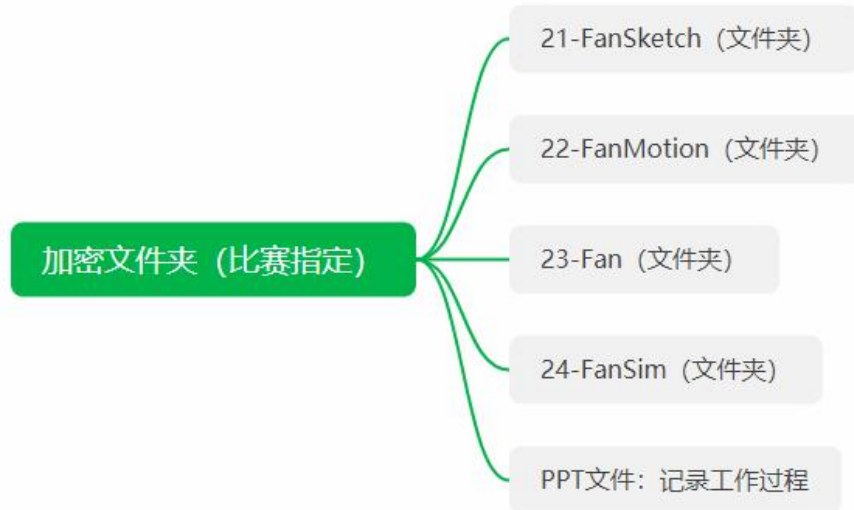 21-FanSketch（文件夹）
22-FanMotion（文件夹）
加密文件夹（比赛指定）
23-Fan（文件夹）
24-FanSim（文件夹）
PPT文件：记录工作过程